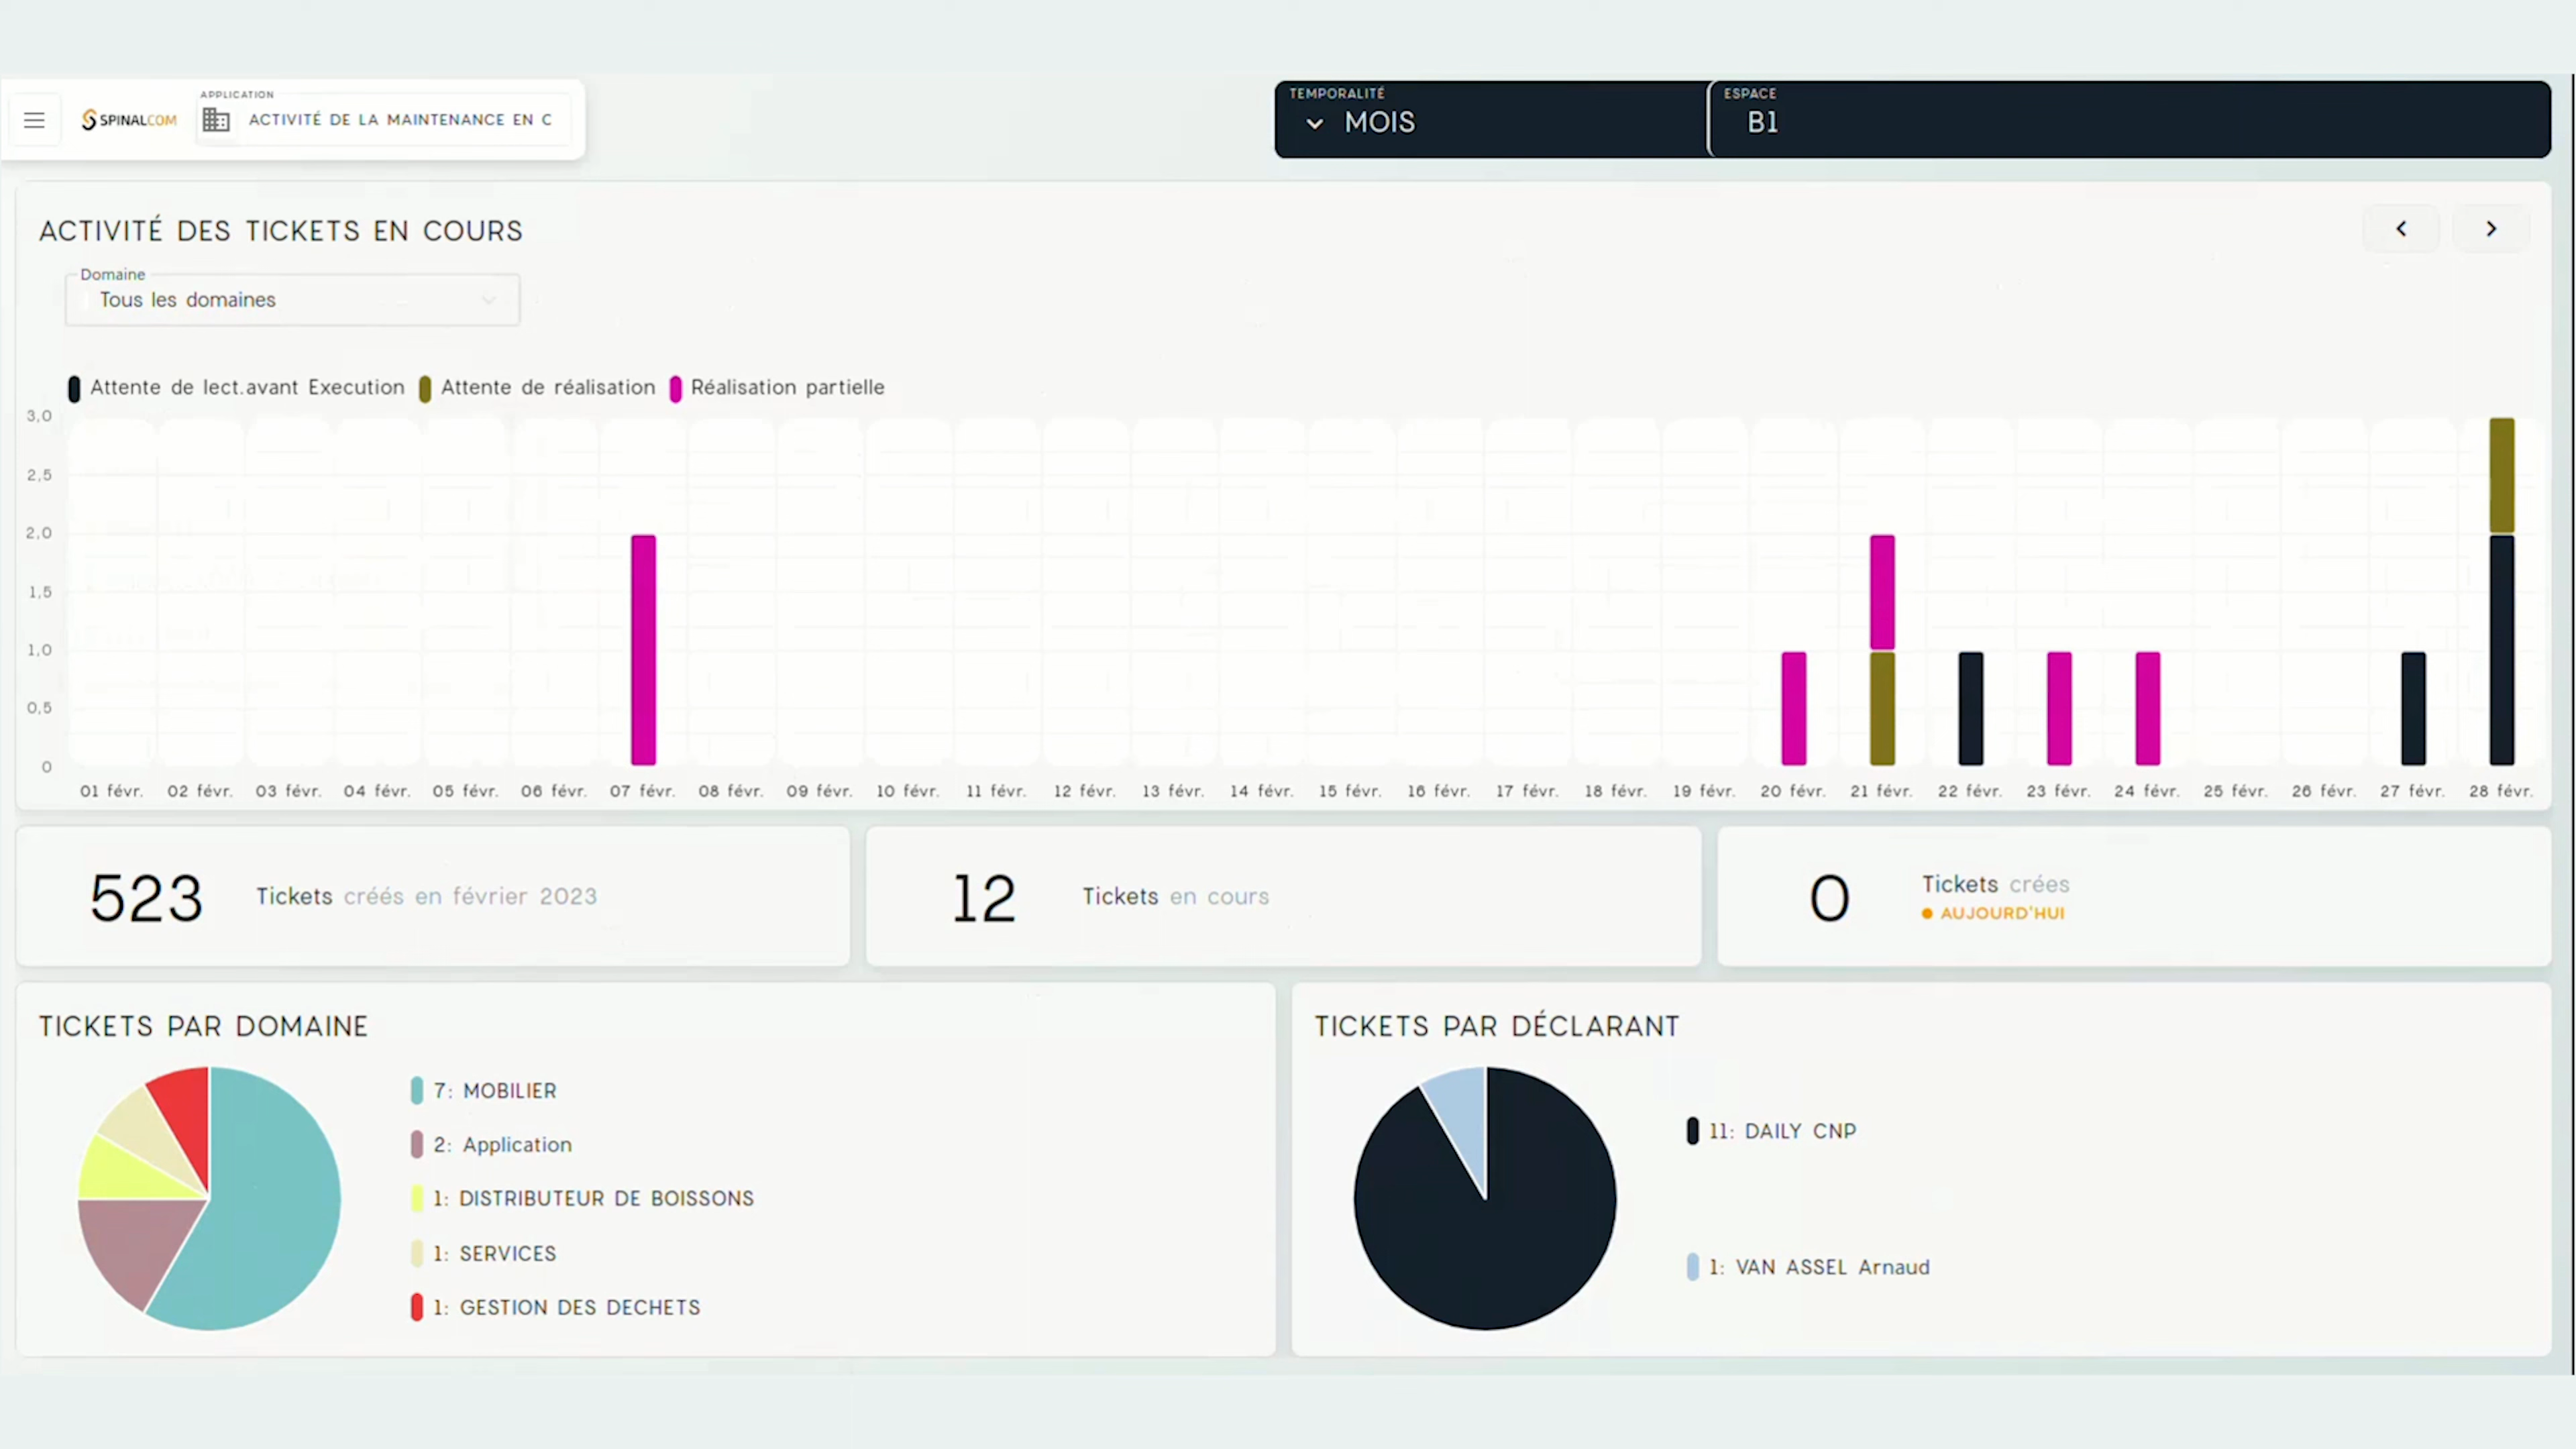 APPLICATION
SPINALCOM
ACTIVITÉ DE LA MAINTENANCE EN C
TEMPORALITÉ
MOIS
ESPACE
B1
ACTIVITÉ DES TICKETS EN COURS
Domaine
Tous les domaines
Attente de lect.avant Execution Attente de réalisation Réalisation partielle
3,0
2,5
2,0
1,5
1,0
0,5
0
01 févr. 02 févr. 03 févr. 04 févr. 05 févr. 06 févr. 07 févr. 08 févr. 09 févr. 10 févr. 11 févr. 12 févr. 13 févr. 14 févr. 15 févr. 16 févr. 17 févr. 18 févr. 19 févr. 20 févr. 21 févr. 22 févr. 23 févr. 24 févr. 25 févr. 26 févr. 27 févr. 28 févr.
523 Tickets créés en février 2023
12 Tickets en cours
0 Tickets crées
AUJOURD'HUI
TICKETS PAR DOMAINE
7: MOBILIER
2: Application
1: DISTRIBUTEUR DE BOISSONS
1: SERVICES
1: GESTION DES DECHETS
TICKETS PAR DÉCLARANT
11: DAILY CNP
1: VAN ASSEL Arnaud